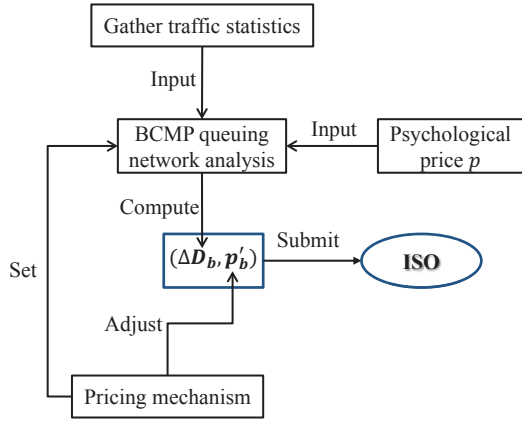 Gather traffic statistics
Input
BCMP queuing
network analysis
Input
Psychological
price p
Compute
(ΔD_b, p′_b)
Submit
ISO
Set
Adjust
Pricing mechanism